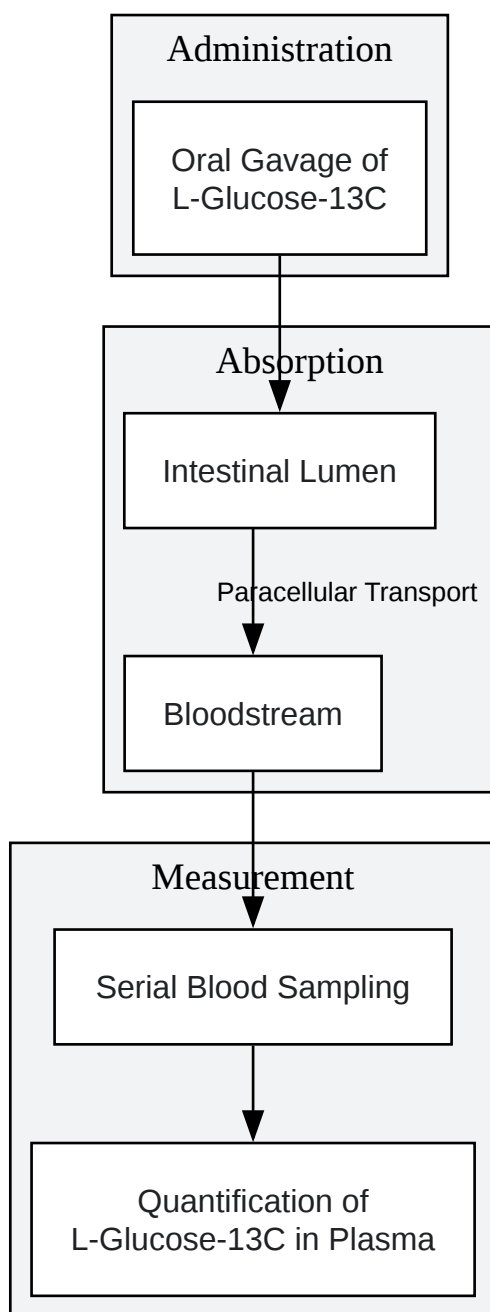 Administration
Oral Gavage of
L-Glucose-13C
Absorption
Intestinal Lumen
Paracellular Transport
Bloodstream
Measurement
Serial Blood Sampling
Quantification of
L-Glucose-13C in Plasma